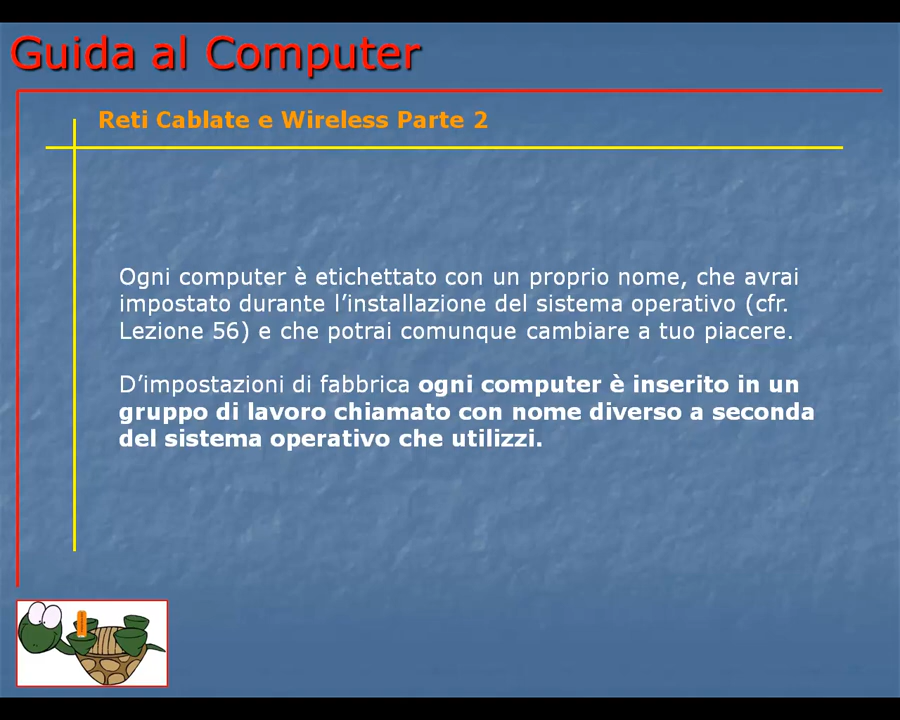 Guida al Computer
Reti Cablate e Wireless Parte 2
Ogni computer è etichettato con un proprio nome, che avrai
impostato durante l’installazione del sistema operativo (cfr.
Lezione 56) e che potrai comunque cambiare a tuo piacere.
D’impostazioni di fabbrica ogni computer è inserito in un
gruppo di lavoro chiamato con nome diverso a seconda
del sistema operativo che utilizzi.